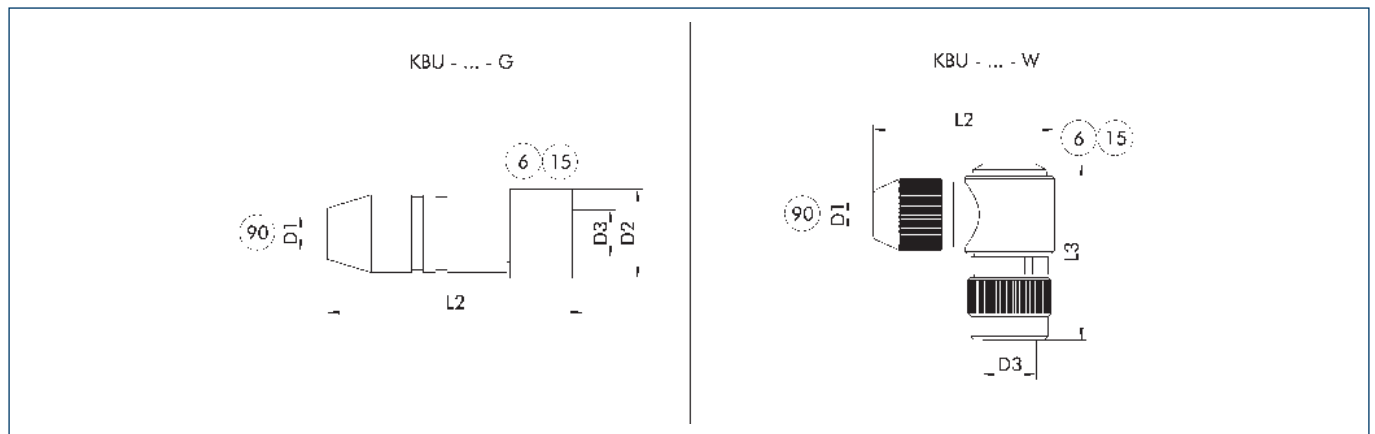 KBU - ... - G
6 15
90 D1
D3 D2
L2
KBU - ... - W
L2
6 15
90 D1
L3
D3